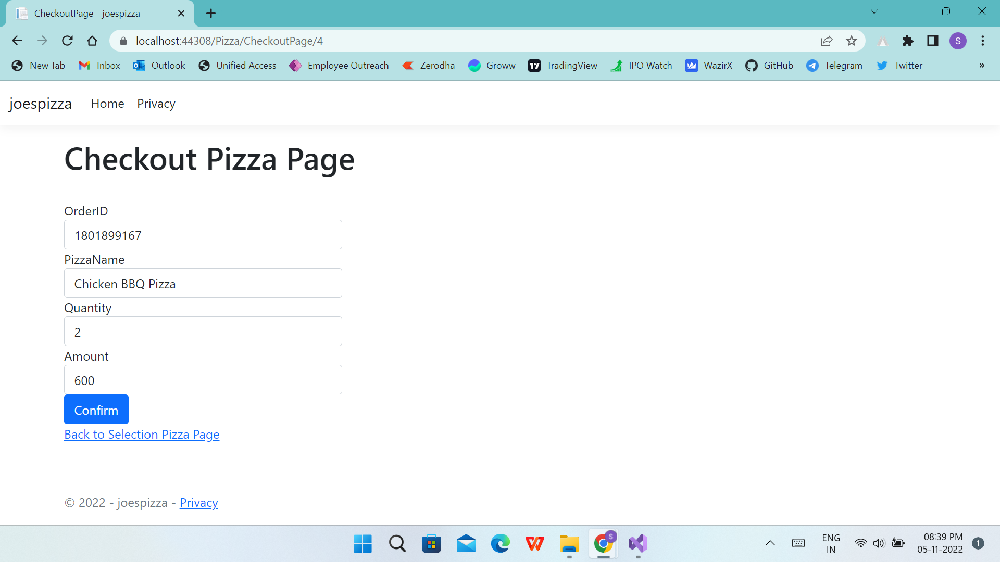 CheckoutPage - joespizza
localhost:44308/Pizza/CheckoutPage/4
S
New Tab Inbox Outlook Unified Access Employee Outreach Zerodha Groww TradingView IPO Watch WazirX GitHub Telegram Twitter »
joespizza Home Privacy
Checkout Pizza Page
OrderID
1801899167
PizzaName
Chicken BBQ Pizza
Quantity
2
Amount
600
Confirm
Back to Selection Pizza Page
© 2022 - joespizza - Privacy
S
ENG
IN
08:39 PM
05-11-2022
1